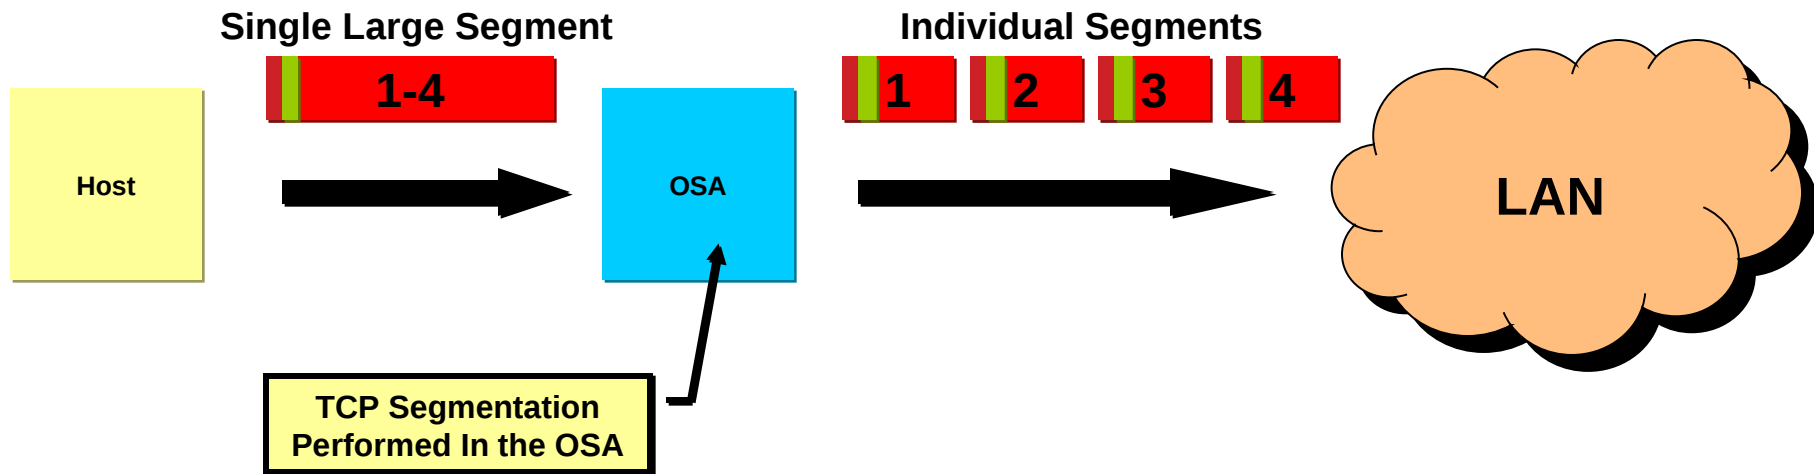 Single Large Segment
Individual Segments
1-4
1
2
3
4
Host
OSA
LAN
TCP Segmentation
Performed In the OSA